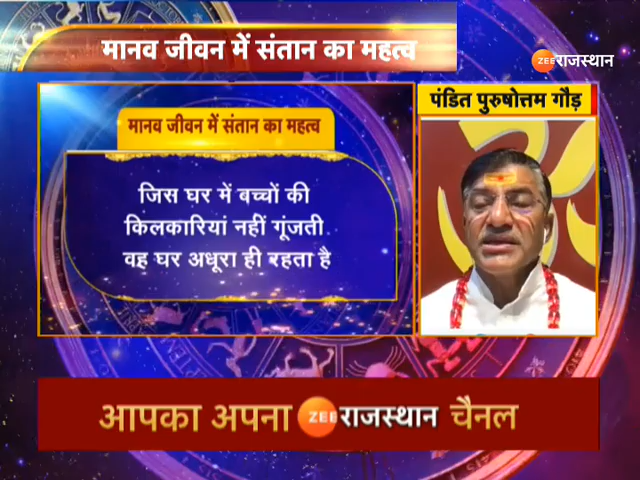 मानव जीवन में संतान का महत्व
ZEE राजस्थान
पंडित पुरुषोत्तम गौड़
मानव जीवन में संतान का महत्व
जिस घर में बच्चों की
किलकारियां नहीं गूंजती
वह घर अधूरा ही रहता है
आपका अपना ZEE राजस्थान चैनल